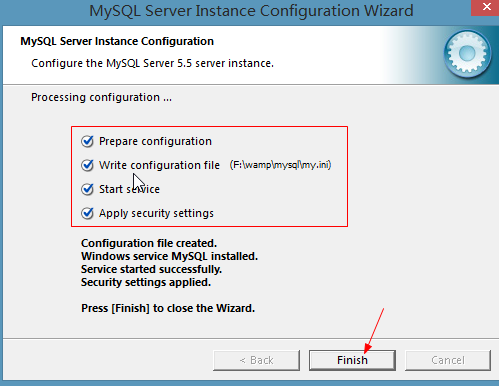 MySQL Server Instance Configuration Wizard
MySQL Server Instance Configuration
Configure the MySQL Server 5.5 server instance.
Processing configuration ...
Prepare configuration
Write configuration file (F:\wamp\mysql\my.ini)
Start service
Apply security settings
Configuration file created.
Windows service MySQL installed.
Service started successfully.
Security settings applied.
Press [Finish] to close the Wizard.
< Back Finish Cancel